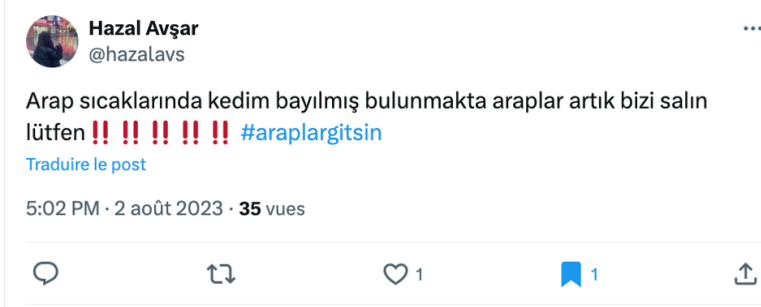 Hazal Avşar
@hazalavs
Arap sıcaklarında kedim bayılmış bulunmakta araplar artık bizi salın
lütfen‼️ ‼️ ‼️ ‼️ ‼️ #araplargitsin
Traduire le post
5:02 PM · 2 août 2023 · 35 vues
1
1